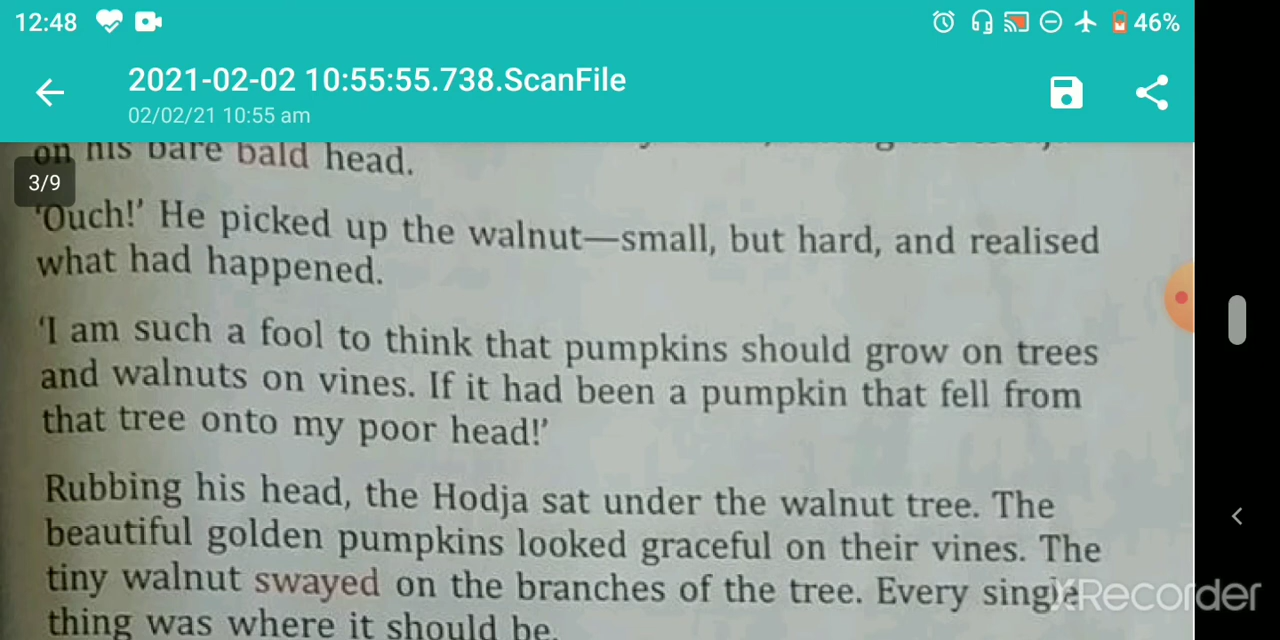 12:48
46%
2021-02-02 10:55:55.738.ScanFile
02/02/21 10:55 am
on his bare bald head.
3/9
'Ouch!' He picked up the walnut—small, but hard, and realised
what had happened.
'I am such a fool to think that pumpkins should grow on trees
and walnuts on vines. If it had been a pumpkin that fell from
that tree onto my poor head!'
Rubbing his head, the Hodja sat under the walnut tree. The
beautiful golden pumpkins looked graceful on their vines. The
tiny walnut swayed on the branches of the tree. Every single
thing was where it should be.
XRecorder